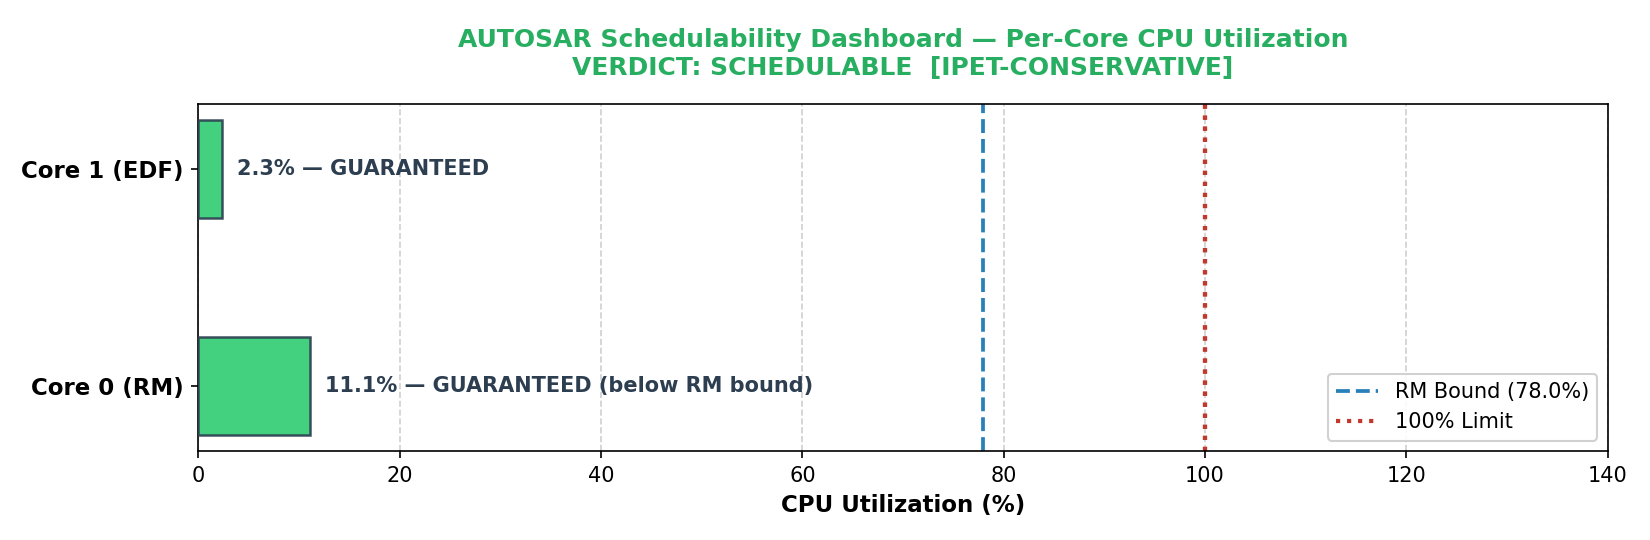 AUTOSAR Schedulability Dashboard — Per-Core CPU Utilization
VERDICT: SCHEDULABLE  [IPET-CONSERVATIVE]
Core 1 (EDF)
2.3% — GUARANTEED
Core 0 (RM)
11.1% — GUARANTEED (below RM bound)
RM Bound (78.0%)
100% Limit
0 20 40 60 80 100 120 140
CPU Utilization (%)